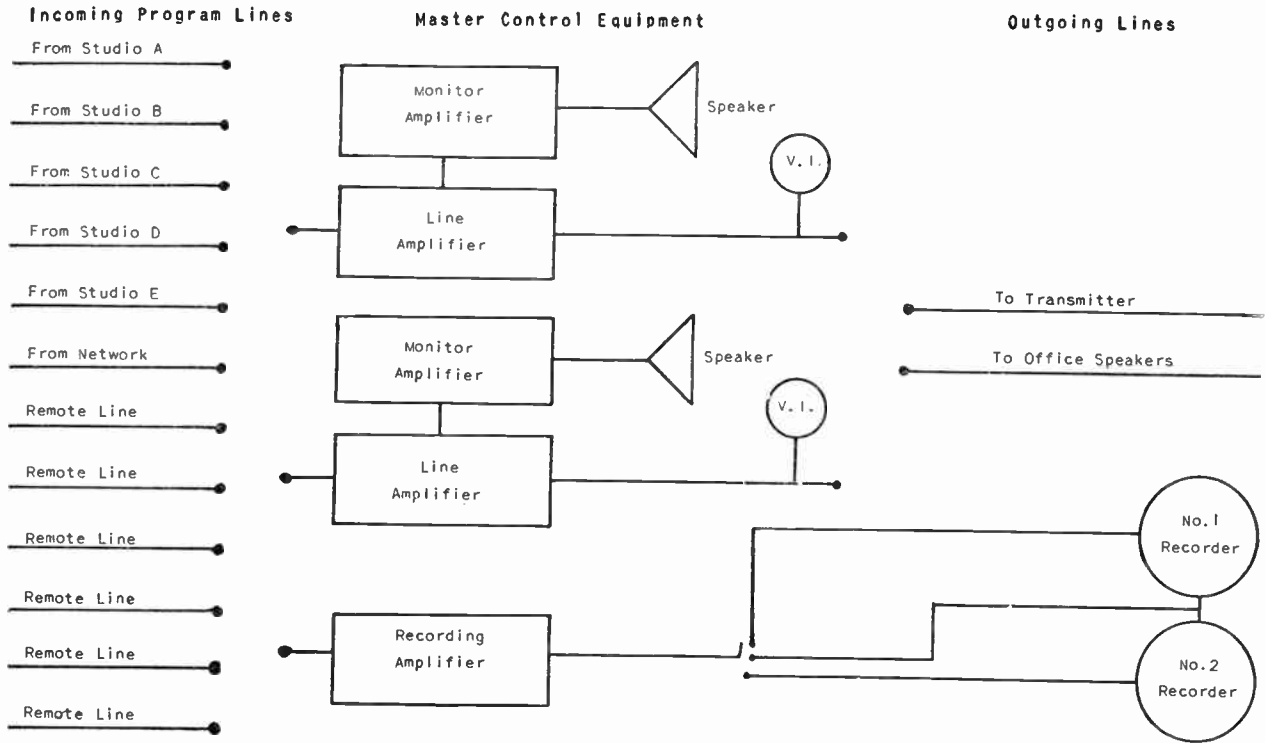 Incoming Program Lines
Master Control Equipment
Outgoing Lines
From Studio A
From Studio B
From Studio C
From Studio D
From Studio E
From Network
Remote Line
Remote Line
Remote Line
Remote Line
Remote Line
Remote Line
Monitor
Amplifier
Speaker
V.I.
Line
Amplifier
Monitor
Amplifier
Speaker
V.I.
Line
Amplifier
Recording
Amplifier
To Transmitter
To Office Speakers
No.1
Recorder
No.2
Recorder